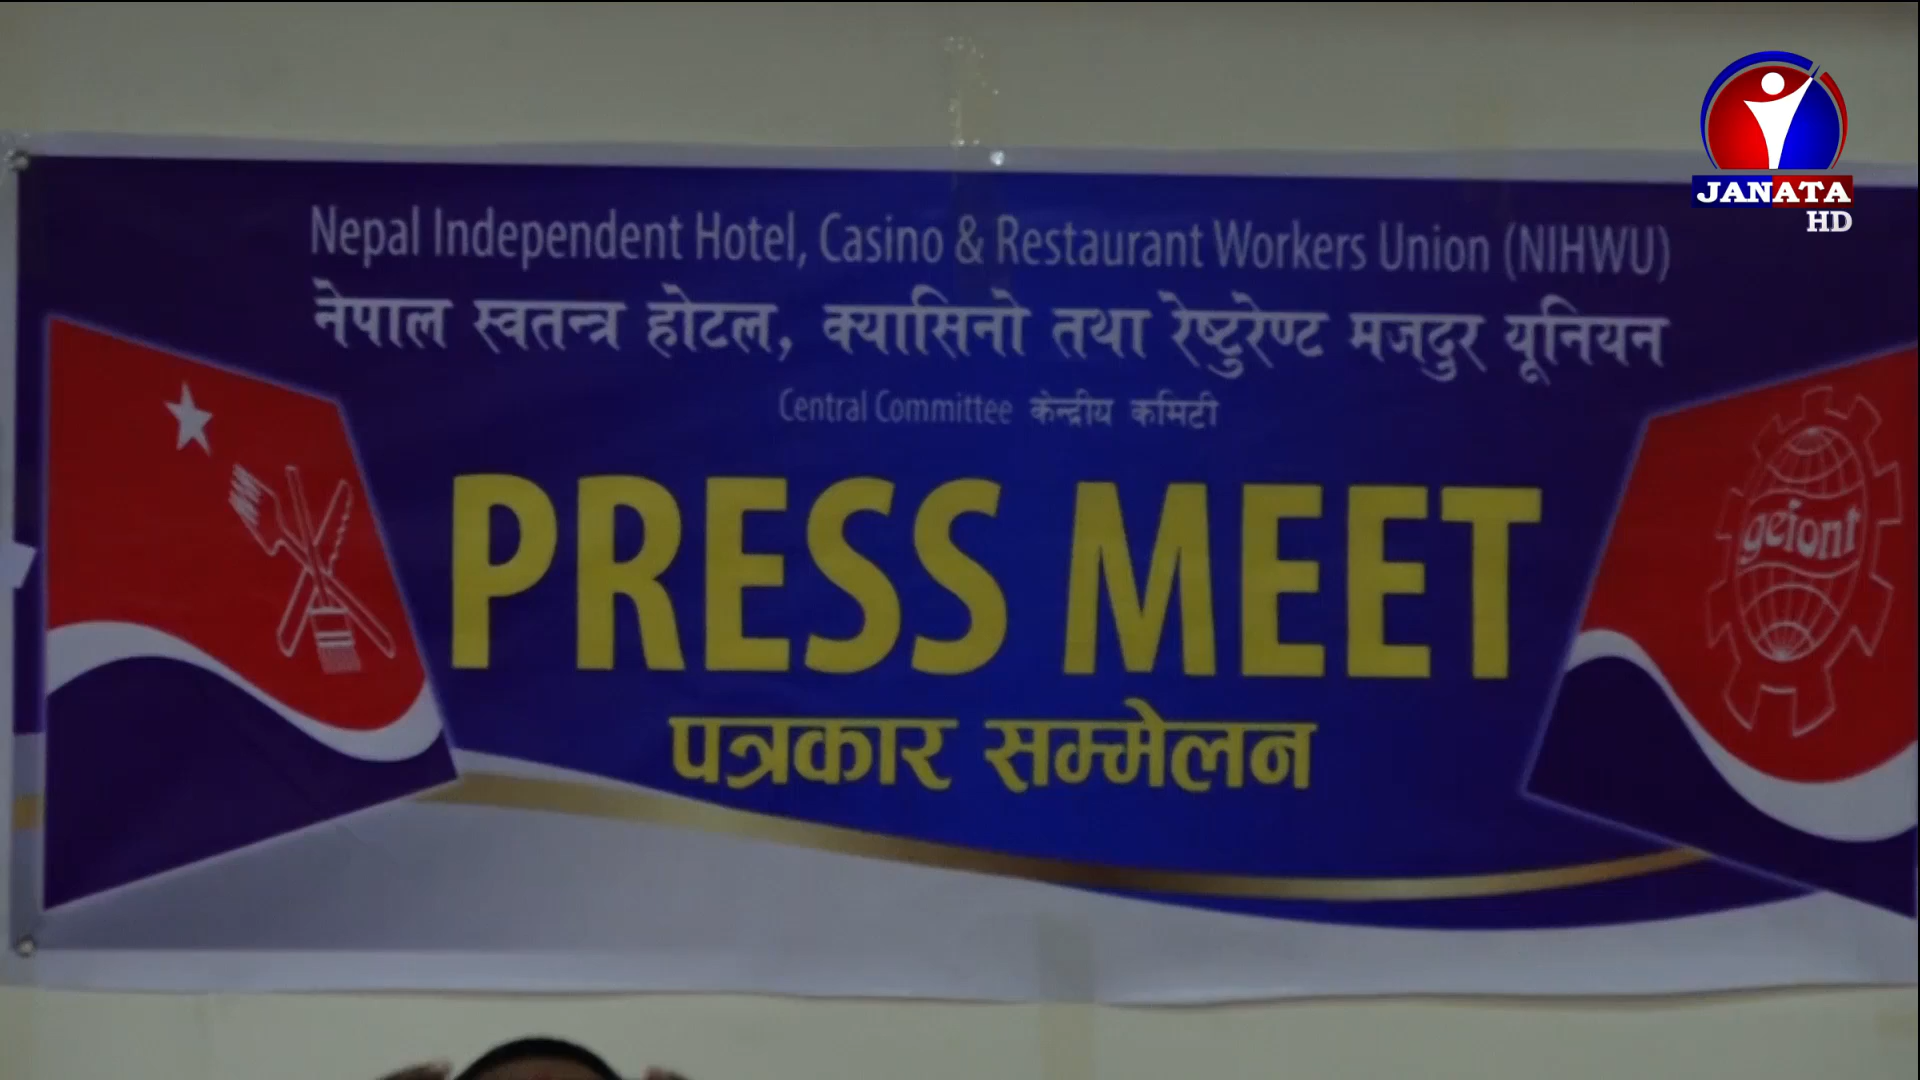 JANATA
HD
Nepal Independent Hotel, Casino & Restaurant Workers Union (NIHWU)
नेपाल स्वतन्त्र होटल, क्यासिनो तथा रेष्टुरेण्ट मजदुर यूनियन
Central Committee केन्द्रीय कमिटी
PRESS MEET
पत्रकार सम्मेलन
gefont